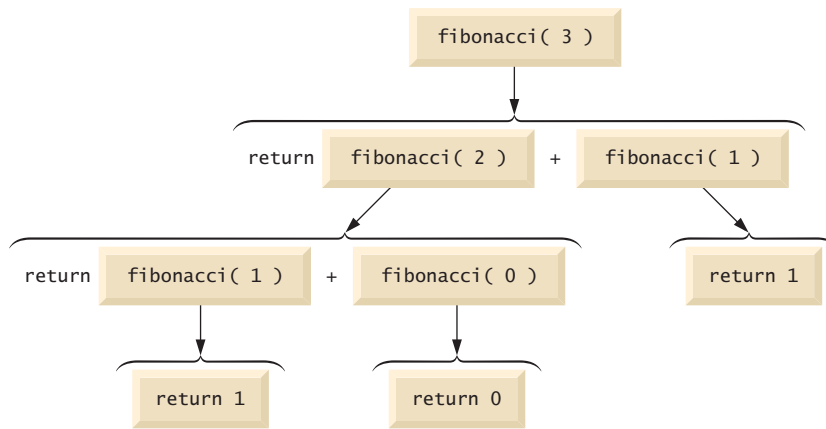 fibonacci( 3 )
return fibonacci( 2 ) + fibonacci( 1 )
return fibonacci( 1 ) + fibonacci( 0 )
return 1
return 1
return 0